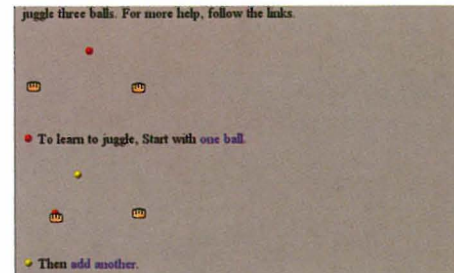 juggle three balls. For more help, follow the links.
To learn to juggle, Start with one ball.
Then add another.